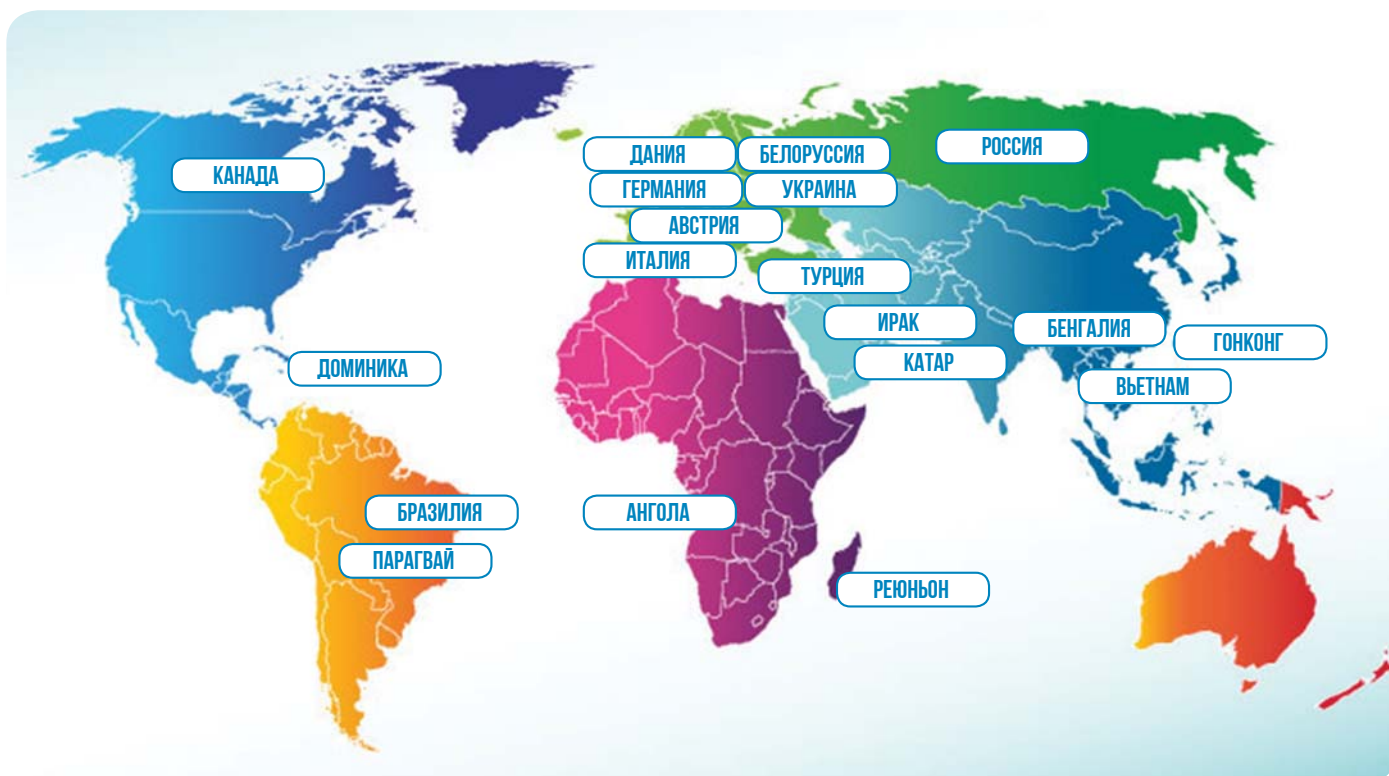 РОССИЯ
ДАНИЯ
БЕЛОРУССИЯ
КАНАДА
ГЕРМАНИЯ
УКРАИНА
АВСТРИЯ
ИТАЛИЯ
ТУРЦИЯ
ИРАК
БЕНГАЛИЯ
ГОНКОНГ
ДОМИНИКА
КАТАР
ВЬЕТНАМ
БРАЗИЛИЯ
АНГОЛА
ПАРАГВАЙ
РЕЮНЬОН